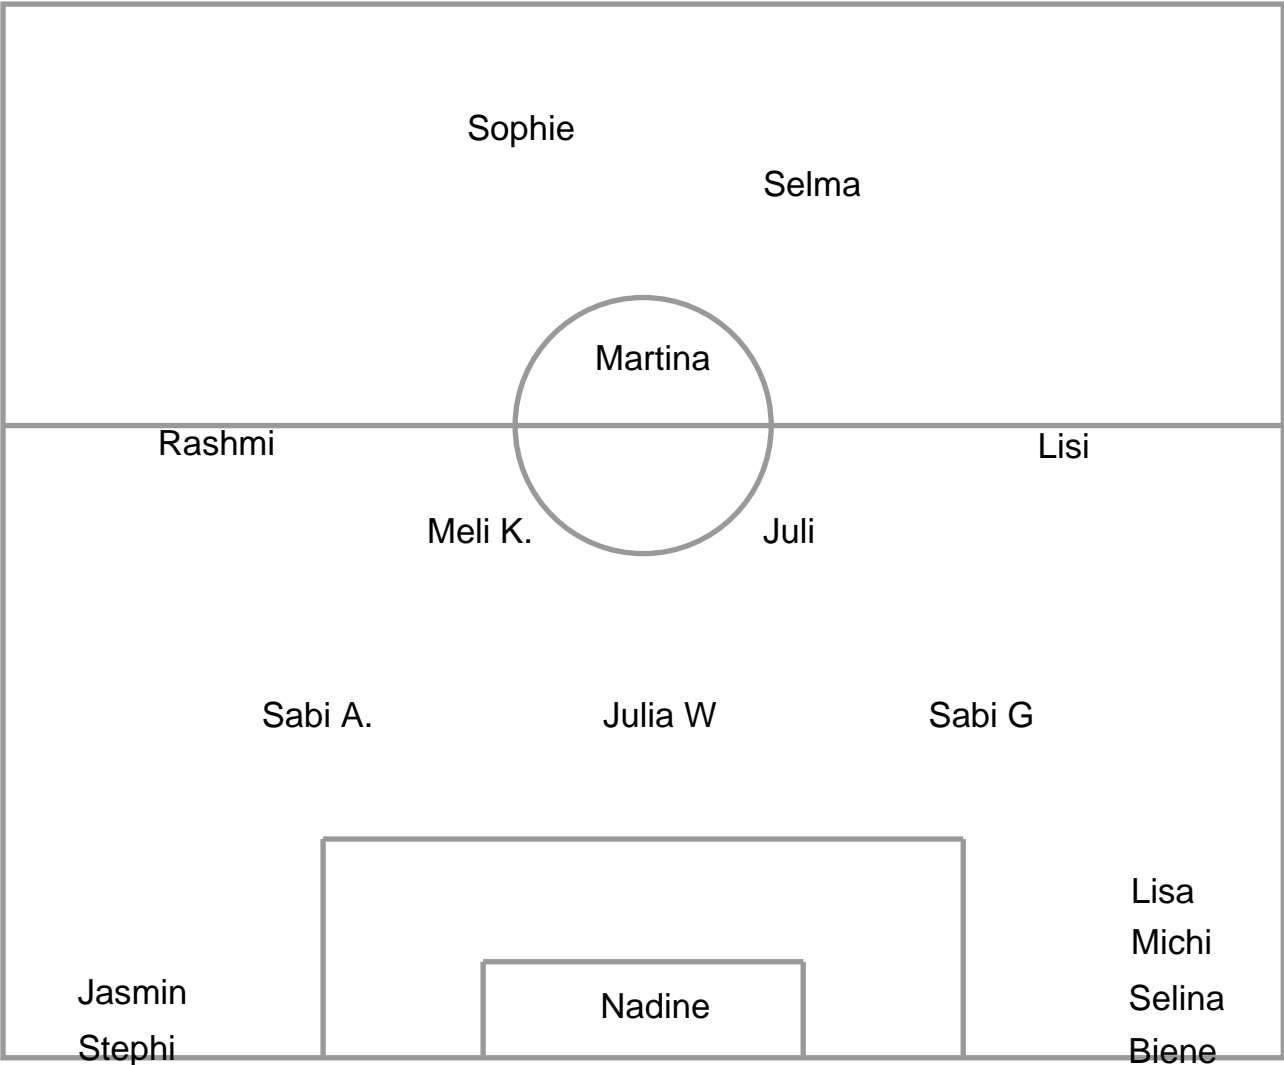 Sophie
Selma
Martina
Rashmi
Lisi
Meli K.
Juli
Sabi A.
Julia W
Sabi G
Lisa
Michi
Jasmin
Selina
Nadine
Stephi
Biene